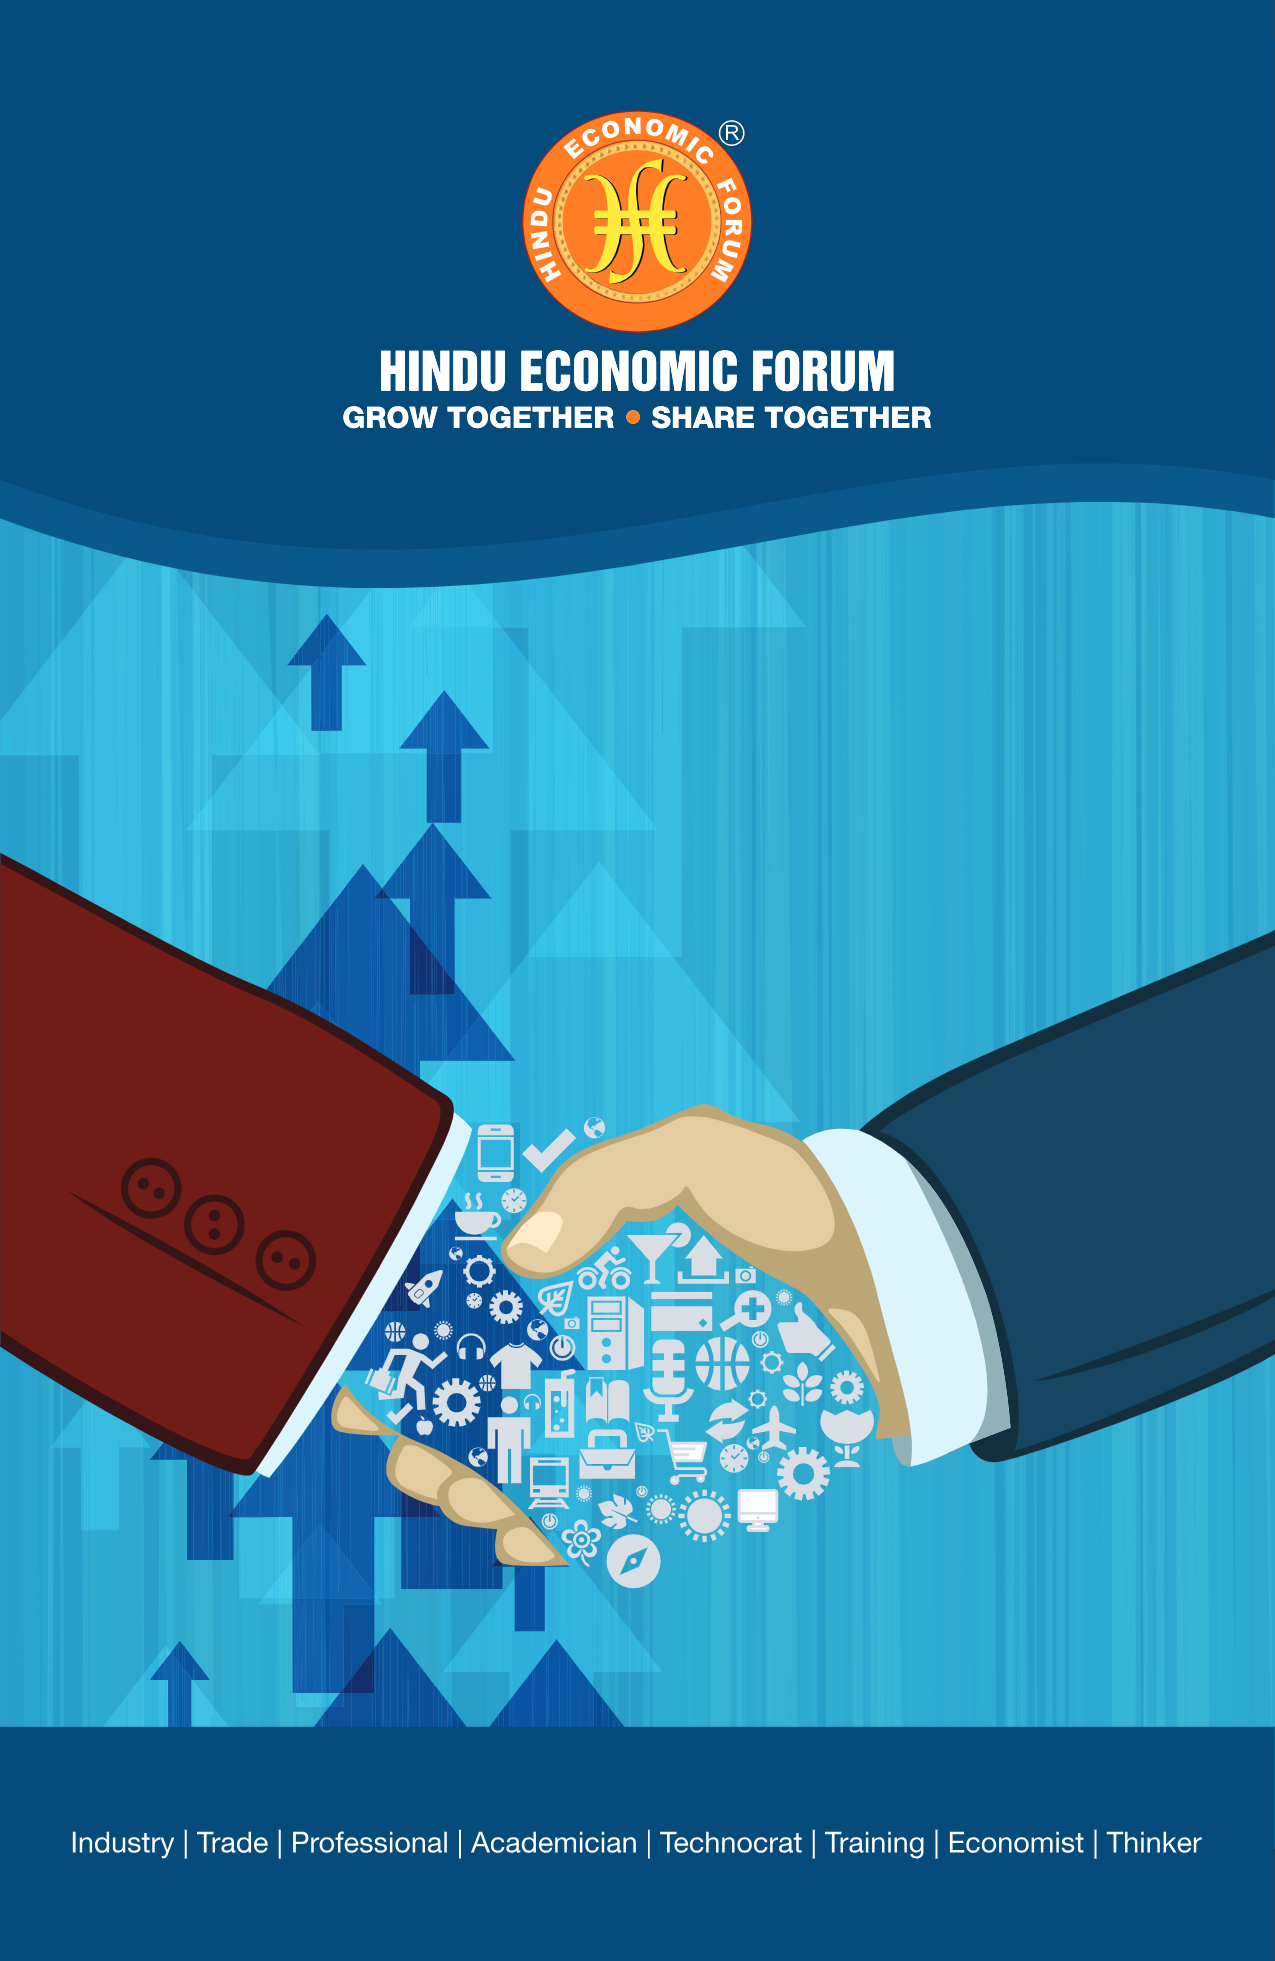 HINDU ECONOMIC FORUM
®
HINDU ECONOMIC FORUM
GROW TOGETHER • SHARE TOGETHER
Industry | Trade | Professional | Academician | Technocrat | Training | Economist | Thinker